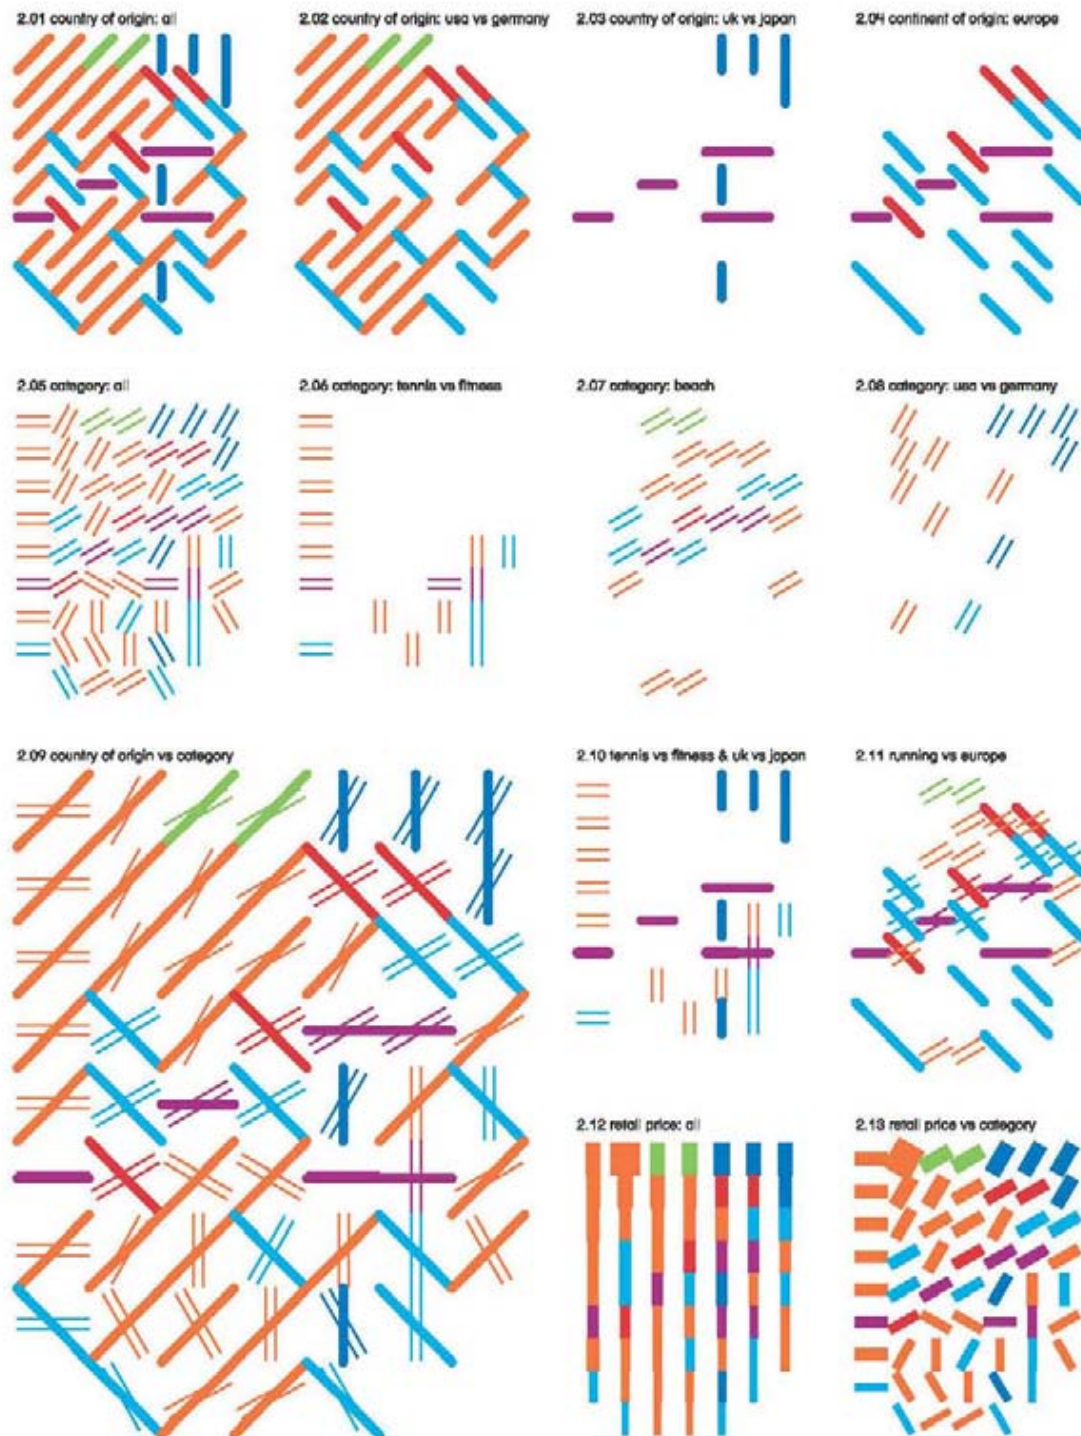 2.01 country of origin: all
2.02 country of origin: usa vs germany
2.03 country of origin: uk vs japan
2.04 continent of origin: europe
2.05 category: all
2.06 category: tennis vs fitness
2.07 category: beach
2.08 category: usa vs germany
2.09 country of origin vs category
2.10 tennis vs fitness & uk vs japan
2.11 running vs europe
2.12 retail price: all
2.13 retail price vs category